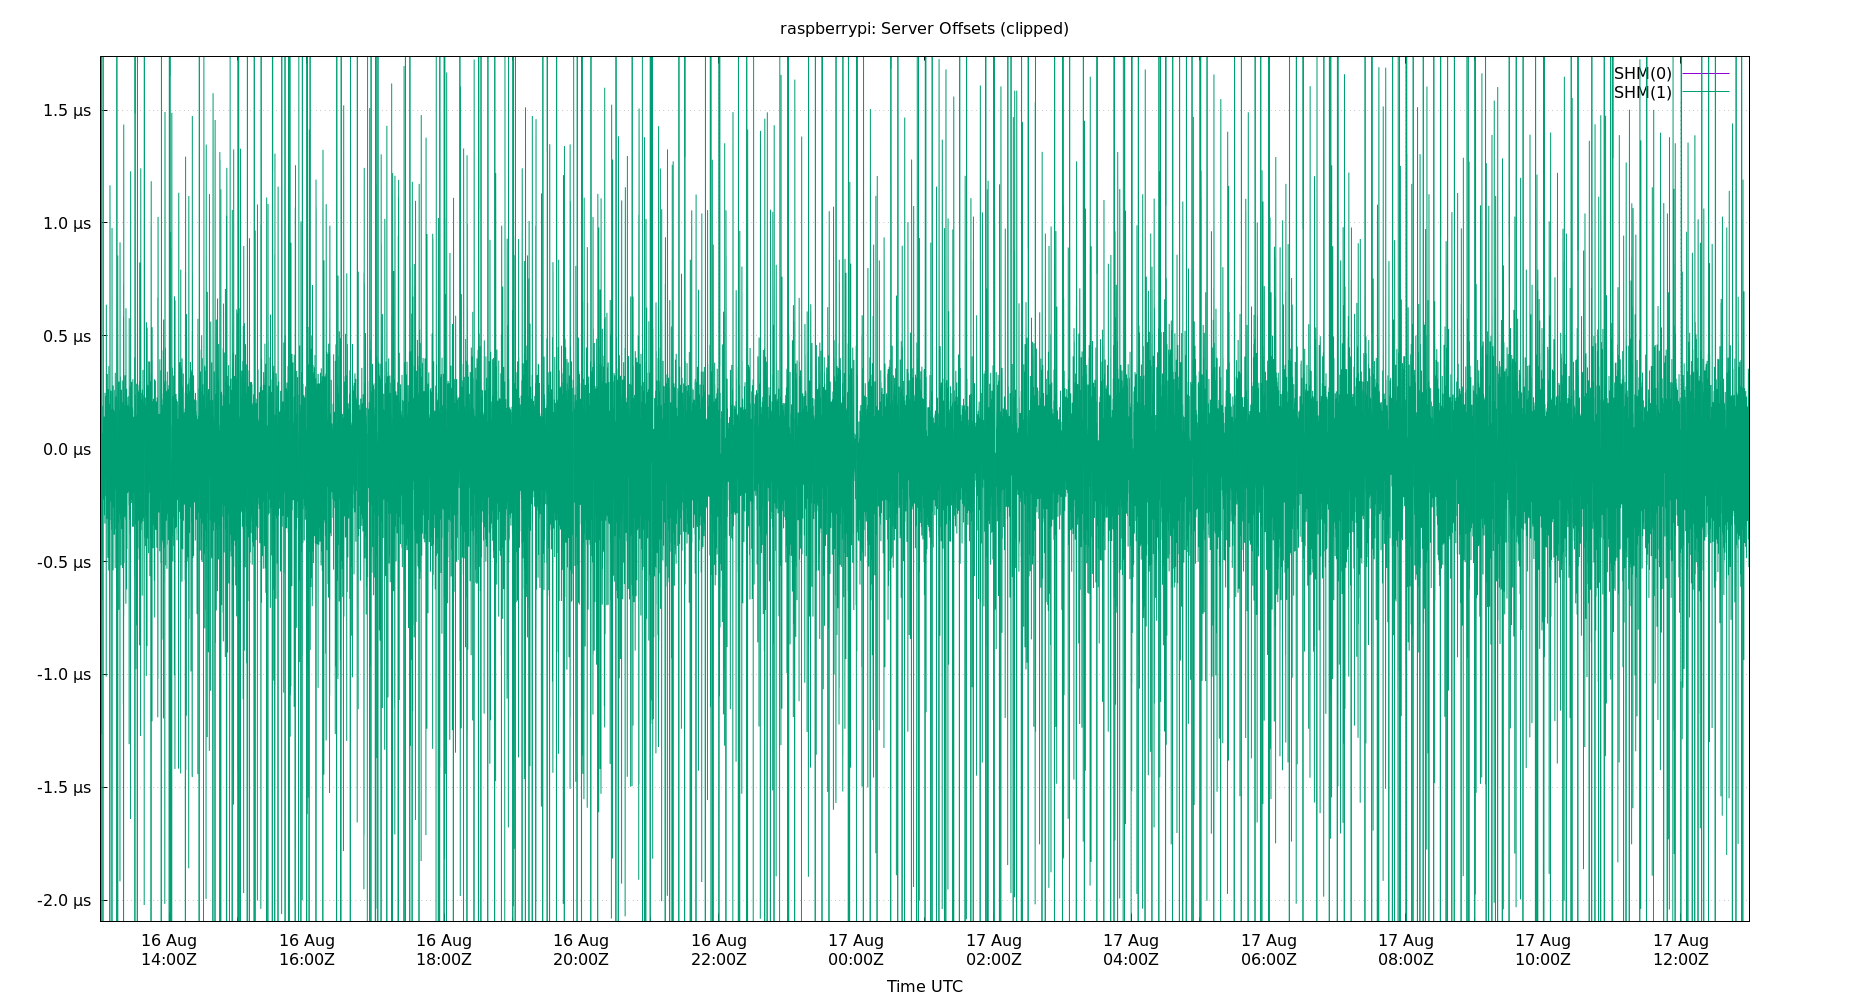 raspberrypi: Server Offsets (clipped)
SHM(0)
SHM(1)
1.5 µs
1.0 µs
0.5 µs
0.0 µs
-0.5 µs
-1.0 µs
-1.5 µs
-2.0 µs
16 Aug 16 Aug 16 Aug 16 Aug 16 Aug 17 Aug 17 Aug 17 Aug 17 Aug 17 Aug 17 Aug 17 Aug
14:00Z 16:00Z 18:00Z 20:00Z 22:00Z 00:00Z 02:00Z 04:00Z 06:00Z 08:00Z 10:00Z 12:00Z
Time UTC